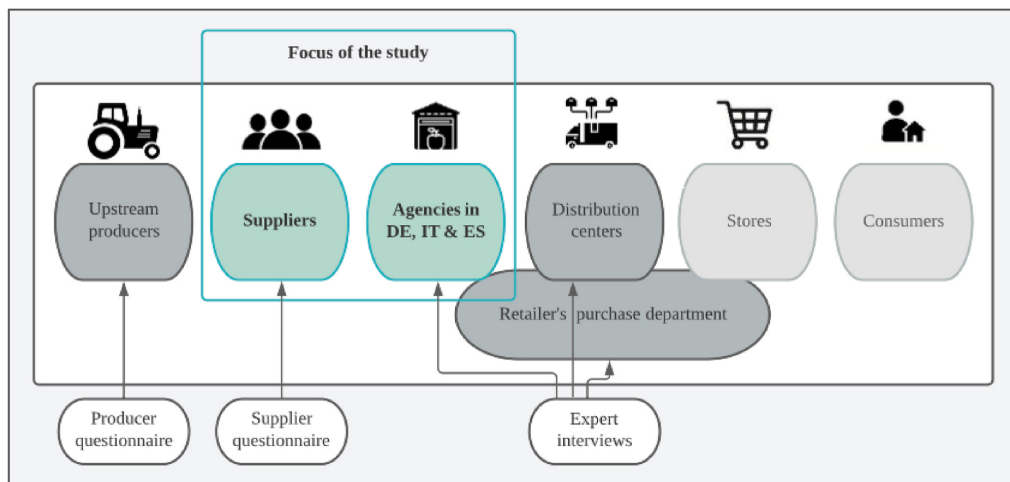 Focus of the study
Upstream
producers
Suppliers
Agencies in
DE, IT & ES
Distribution
centers
Stores
Consumers
Retailer's purchase department
Producer
questionnaire
Supplier
questionnaire
Expert
interviews